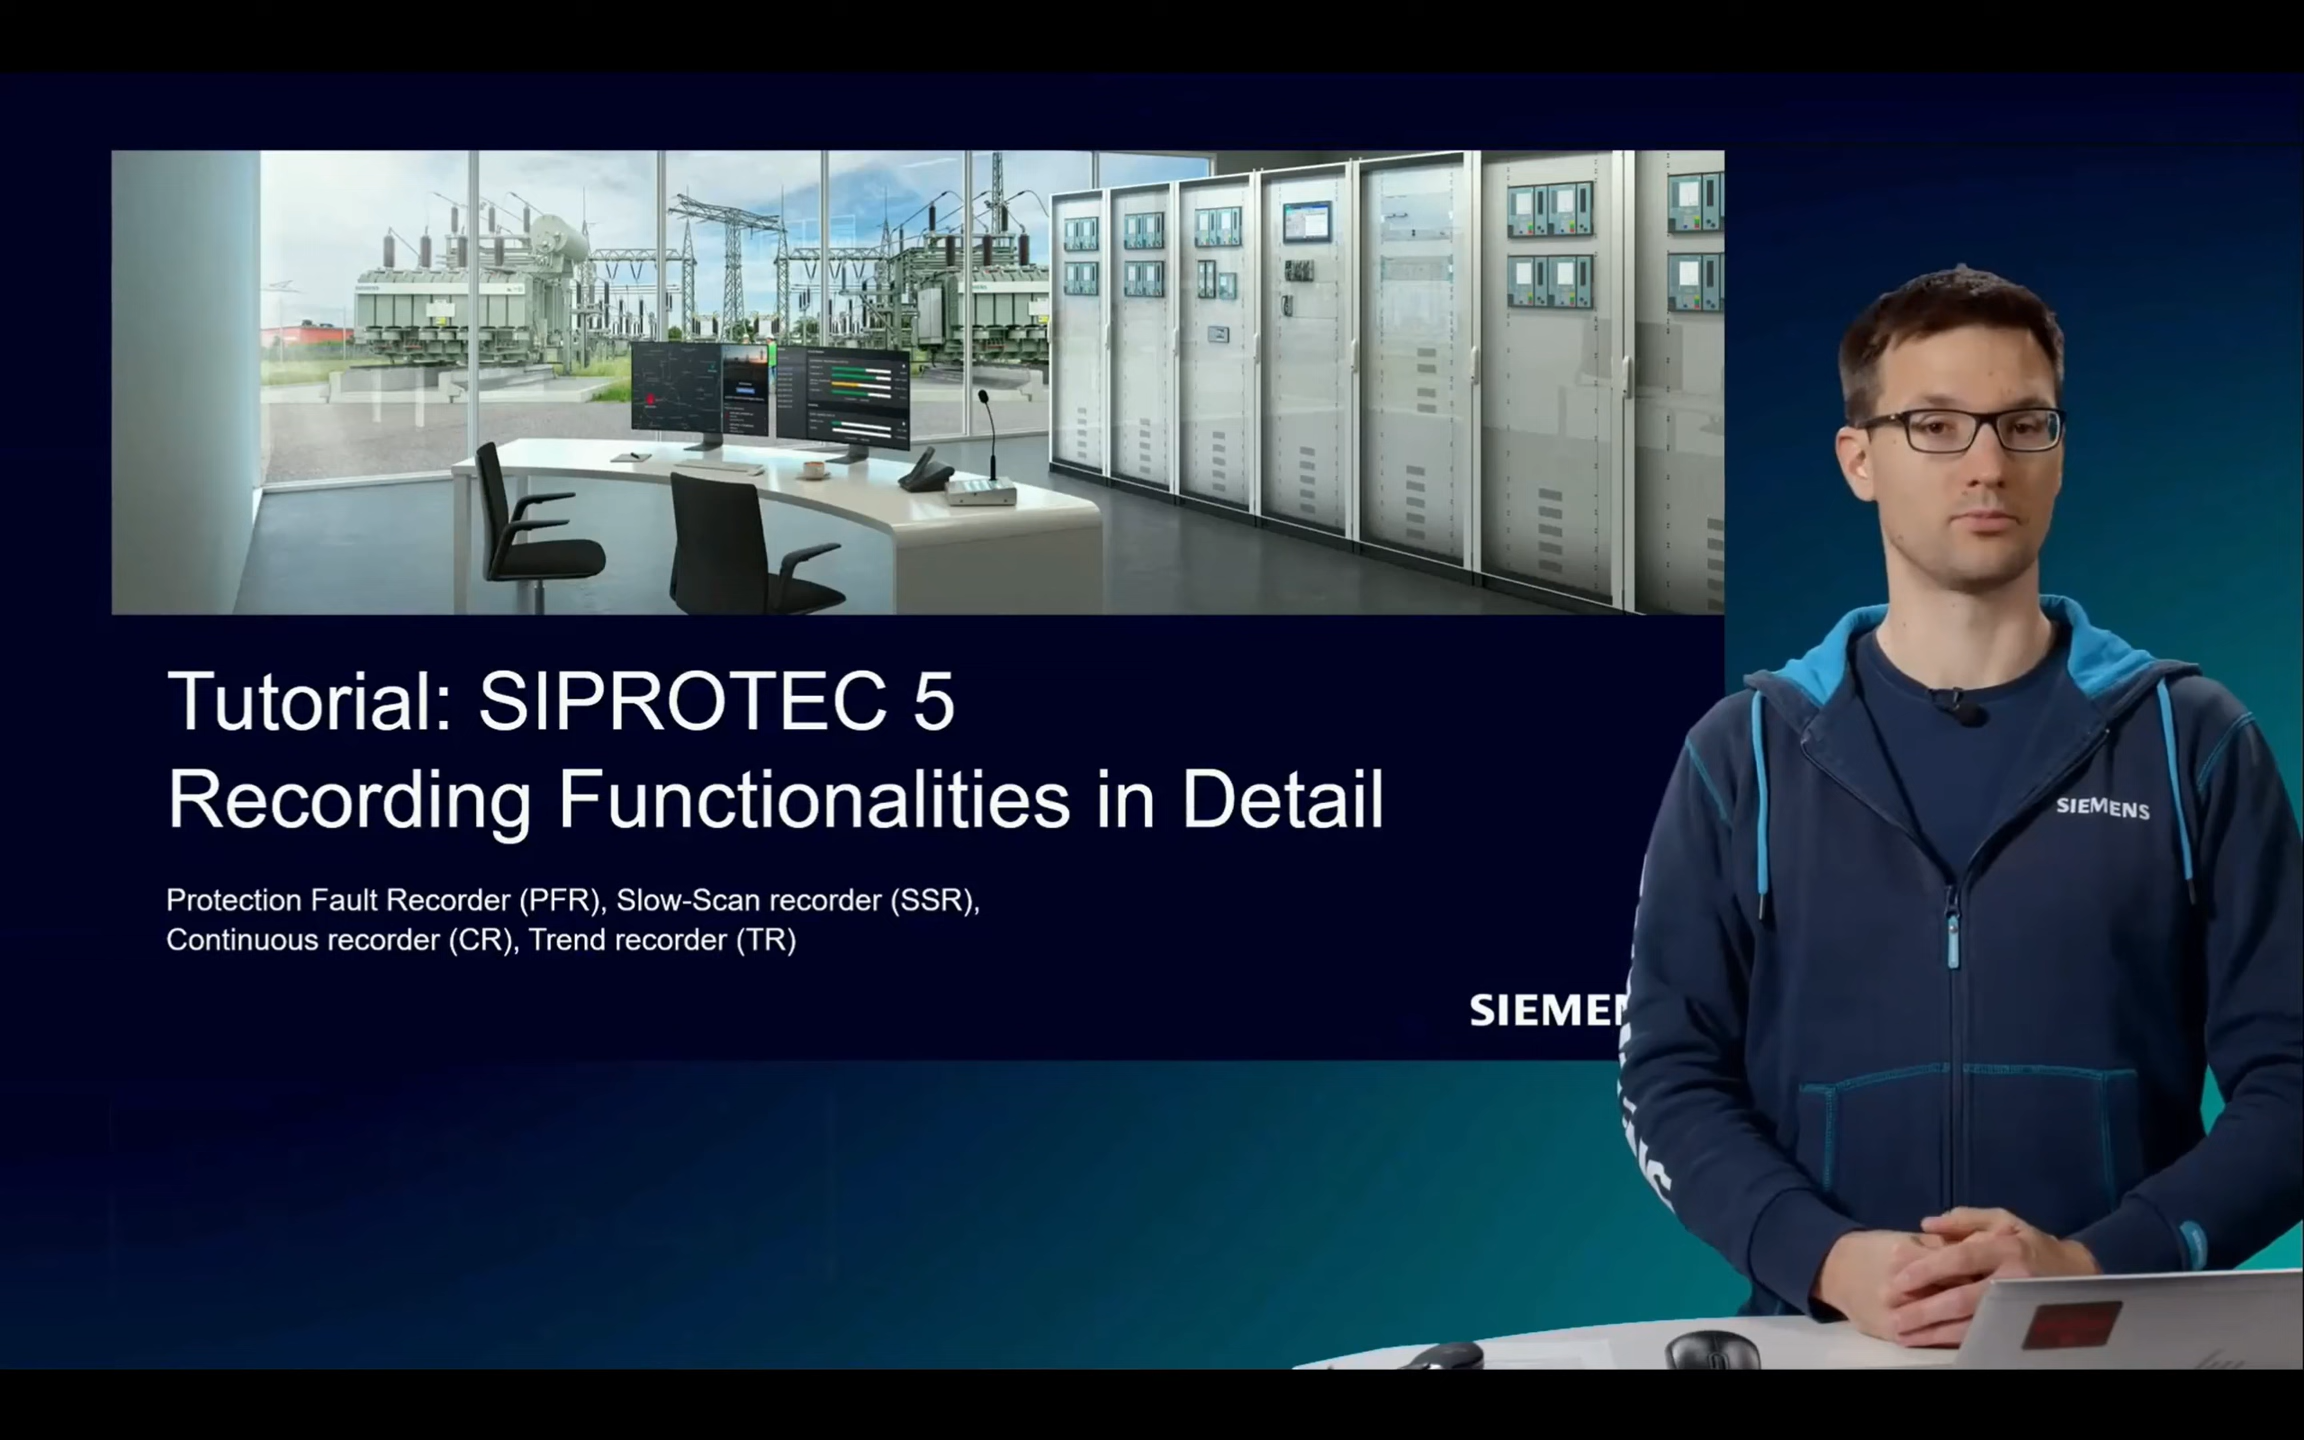 Tutorial: SIPROTEC 5
Recording Functionalities in Detail
Protection Fault Recorder (PFR), Slow-Scan recorder (SSR),
Continuous recorder (CR), Trend recorder (TR)
SIEMEN
SIEMENS